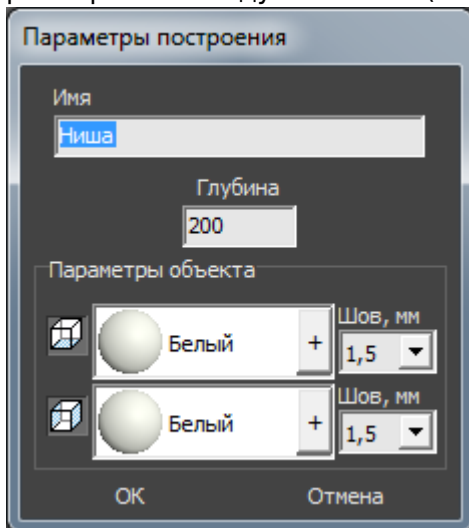 Параметры построения
Имя
Ниша
Глубина
200
Параметры объекта
Шов, мм
Белый + 1,5
Шов, мм
Белый + 1,5
ОК Отмена